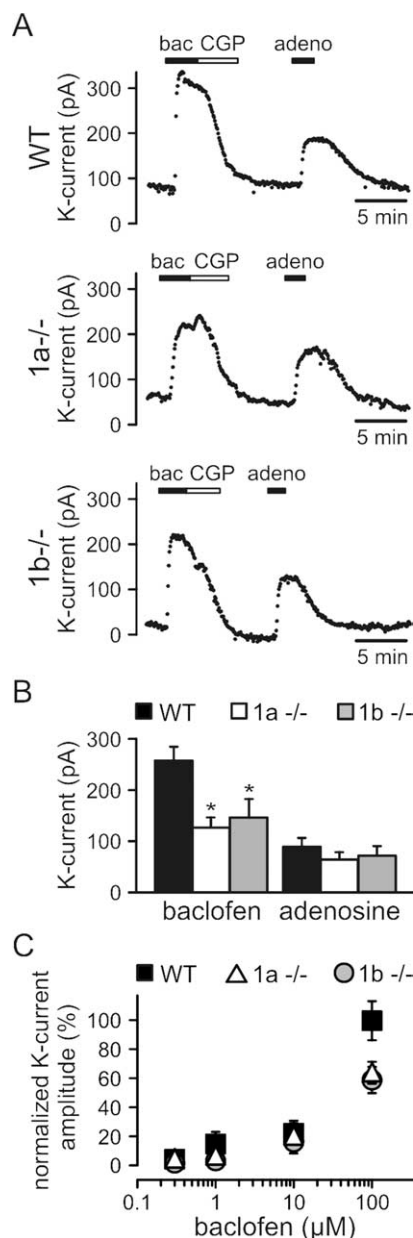 A
bac CGP adeno
WT
K-current (pA)
300
200
100
0
5 min
bac CGP adeno
1a-/-
K-current (pA)
300
200
100
0
5 min
bac CGP adeno
1b-/-
K-current (pA)
300
200
100
0
5 min
B
WT 1a -/- 1b -/-
K-current (pA)
300
200
100
0
* *
baclofen adenosine
C
WT 1a -/- 1b -/-
normalized K-current
amplitude (%)
100
80
60
40
20
0
0.1 1 10 100
baclofen (µM)